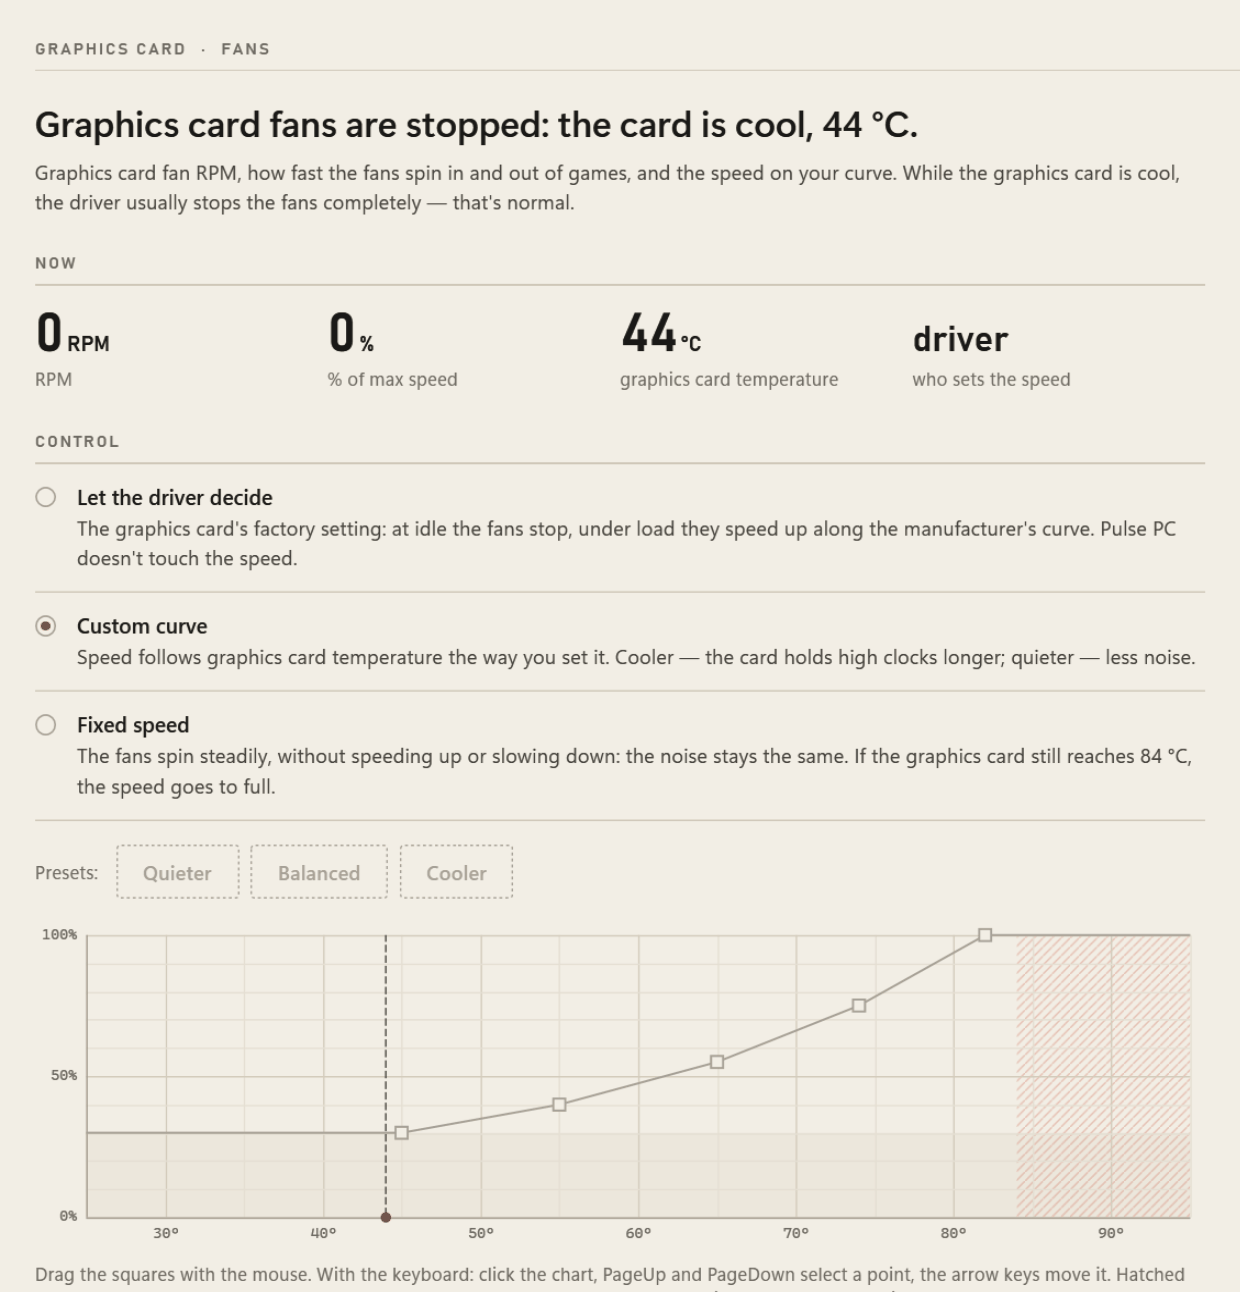 GRAPHICS CARD · FANS
Graphics card fans are stopped: the card is cool, 44 °C.
Graphics card fan RPM, how fast the fans spin in and out of games, and the speed on your curve. While the graphics card is cool,
the driver usually stops the fans completely — that's normal.
NOW
0 RPM 0 % 44 °C driver
RPM % of max speed graphics card temperature who sets the speed
CONTROL
Let the driver decide
The graphics card's factory setting: at idle the fans stop, under load they speed up along the manufacturer's curve. Pulse PC
doesn't touch the speed.
Custom curve
Speed follows graphics card temperature the way you set it. Cooler — the card holds high clocks longer; quieter — less noise.
Fixed speed
The fans spin steadily, without speeding up or slowing down: the noise stays the same. If the graphics card still reaches 84 °C,
the speed goes to full.
Presets: Quieter Balanced Cooler
100%
50%
0%
30° 40° 50° 60° 70° 80° 90°
Drag the squares with the mouse. With the keyboard: click the chart, PageUp and PageDown select a point, the arrow keys move it. Hatched